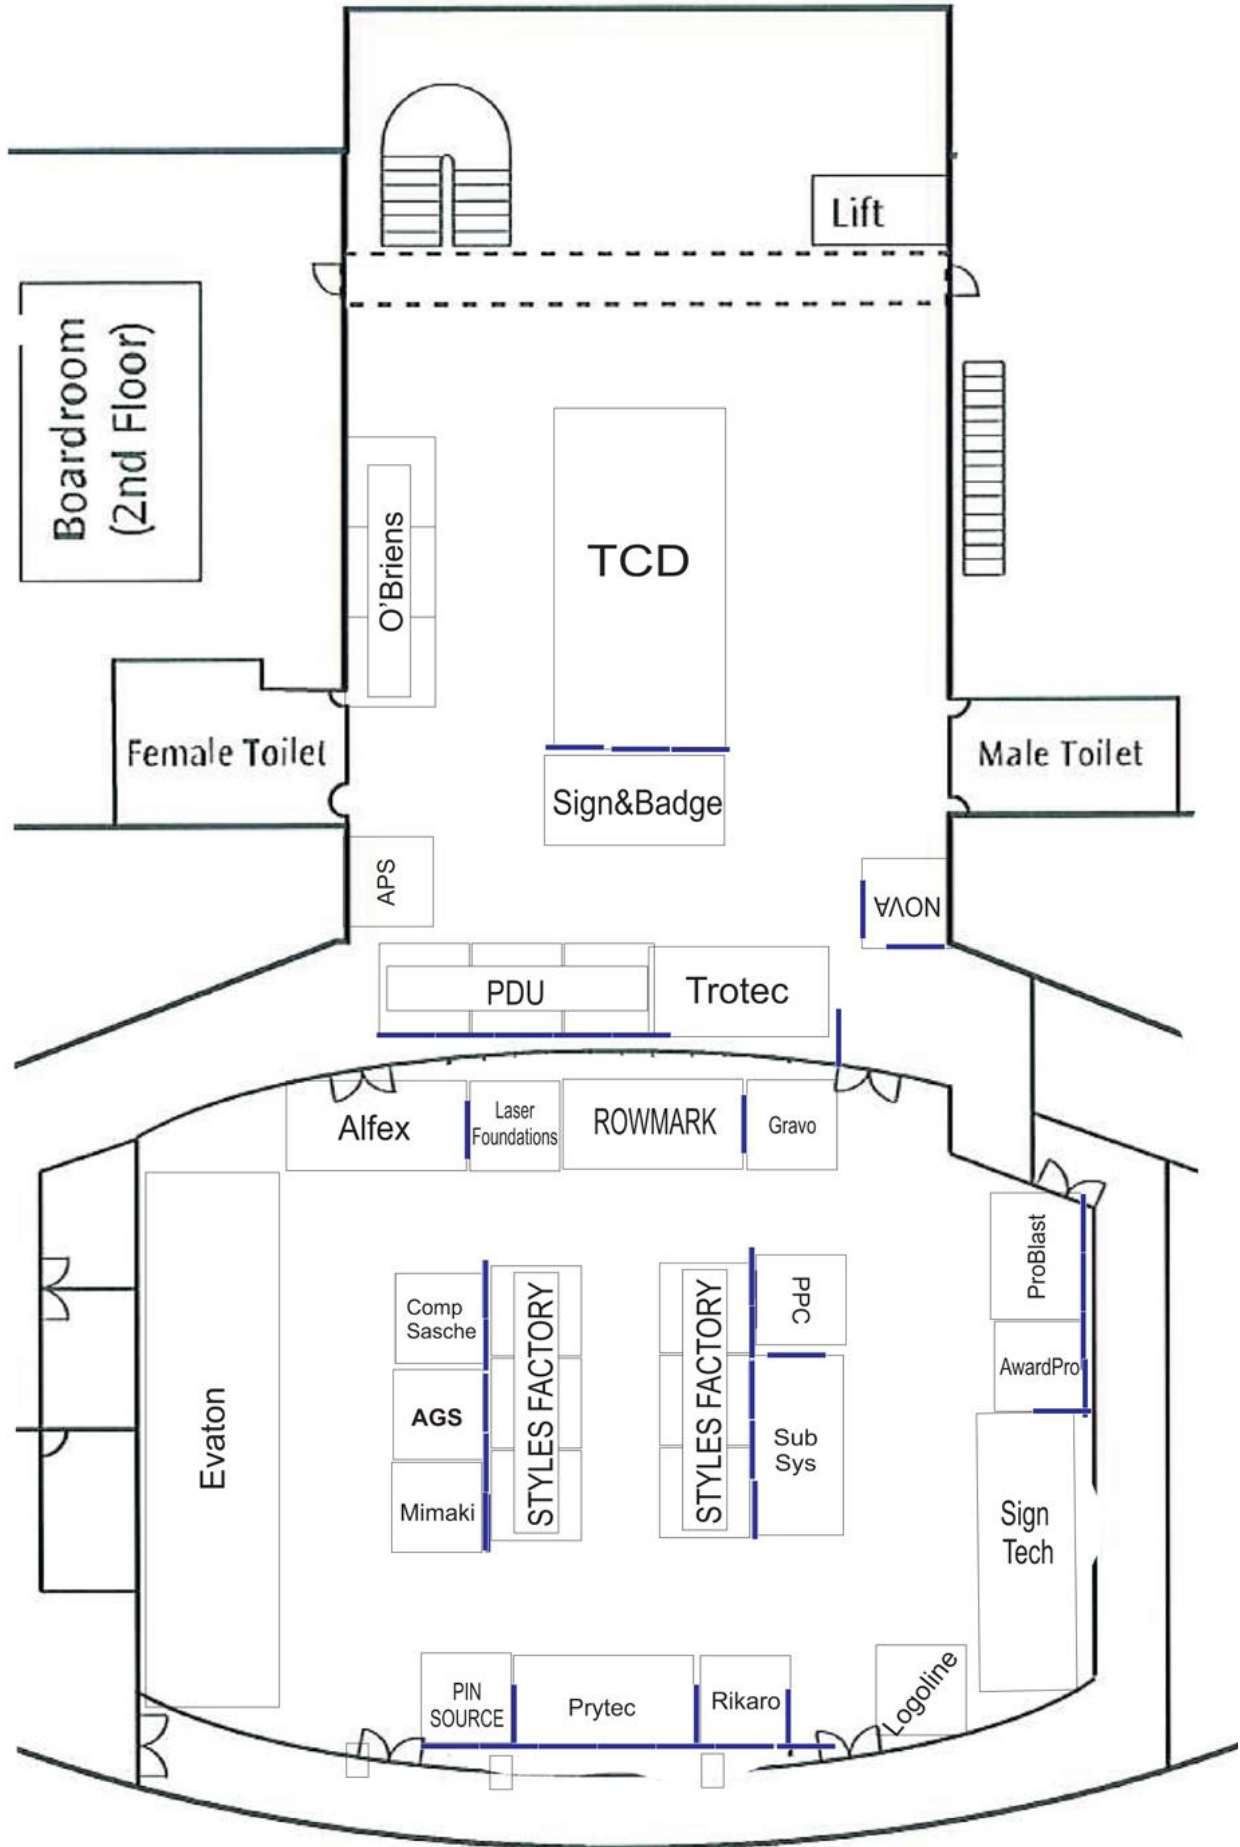 Lift
Boardroom
(2nd Floor)
O'Briens
TCD
Female Toilet
Male Toilet
Sign&Badge
APS
NOVA
PDU
Trotec
Alfex
Laser
Foundations
ROWMARK
Gravo
ProBlast
Comp
Sasche
STYLES FACTORY
STYLES FACTORY
PPC
AwardPro
Evaton
AGS
Sub
Sys
Mimaki
Sign
Tech
PIN
SOURCE
Prytec
Rikaro
Logoline